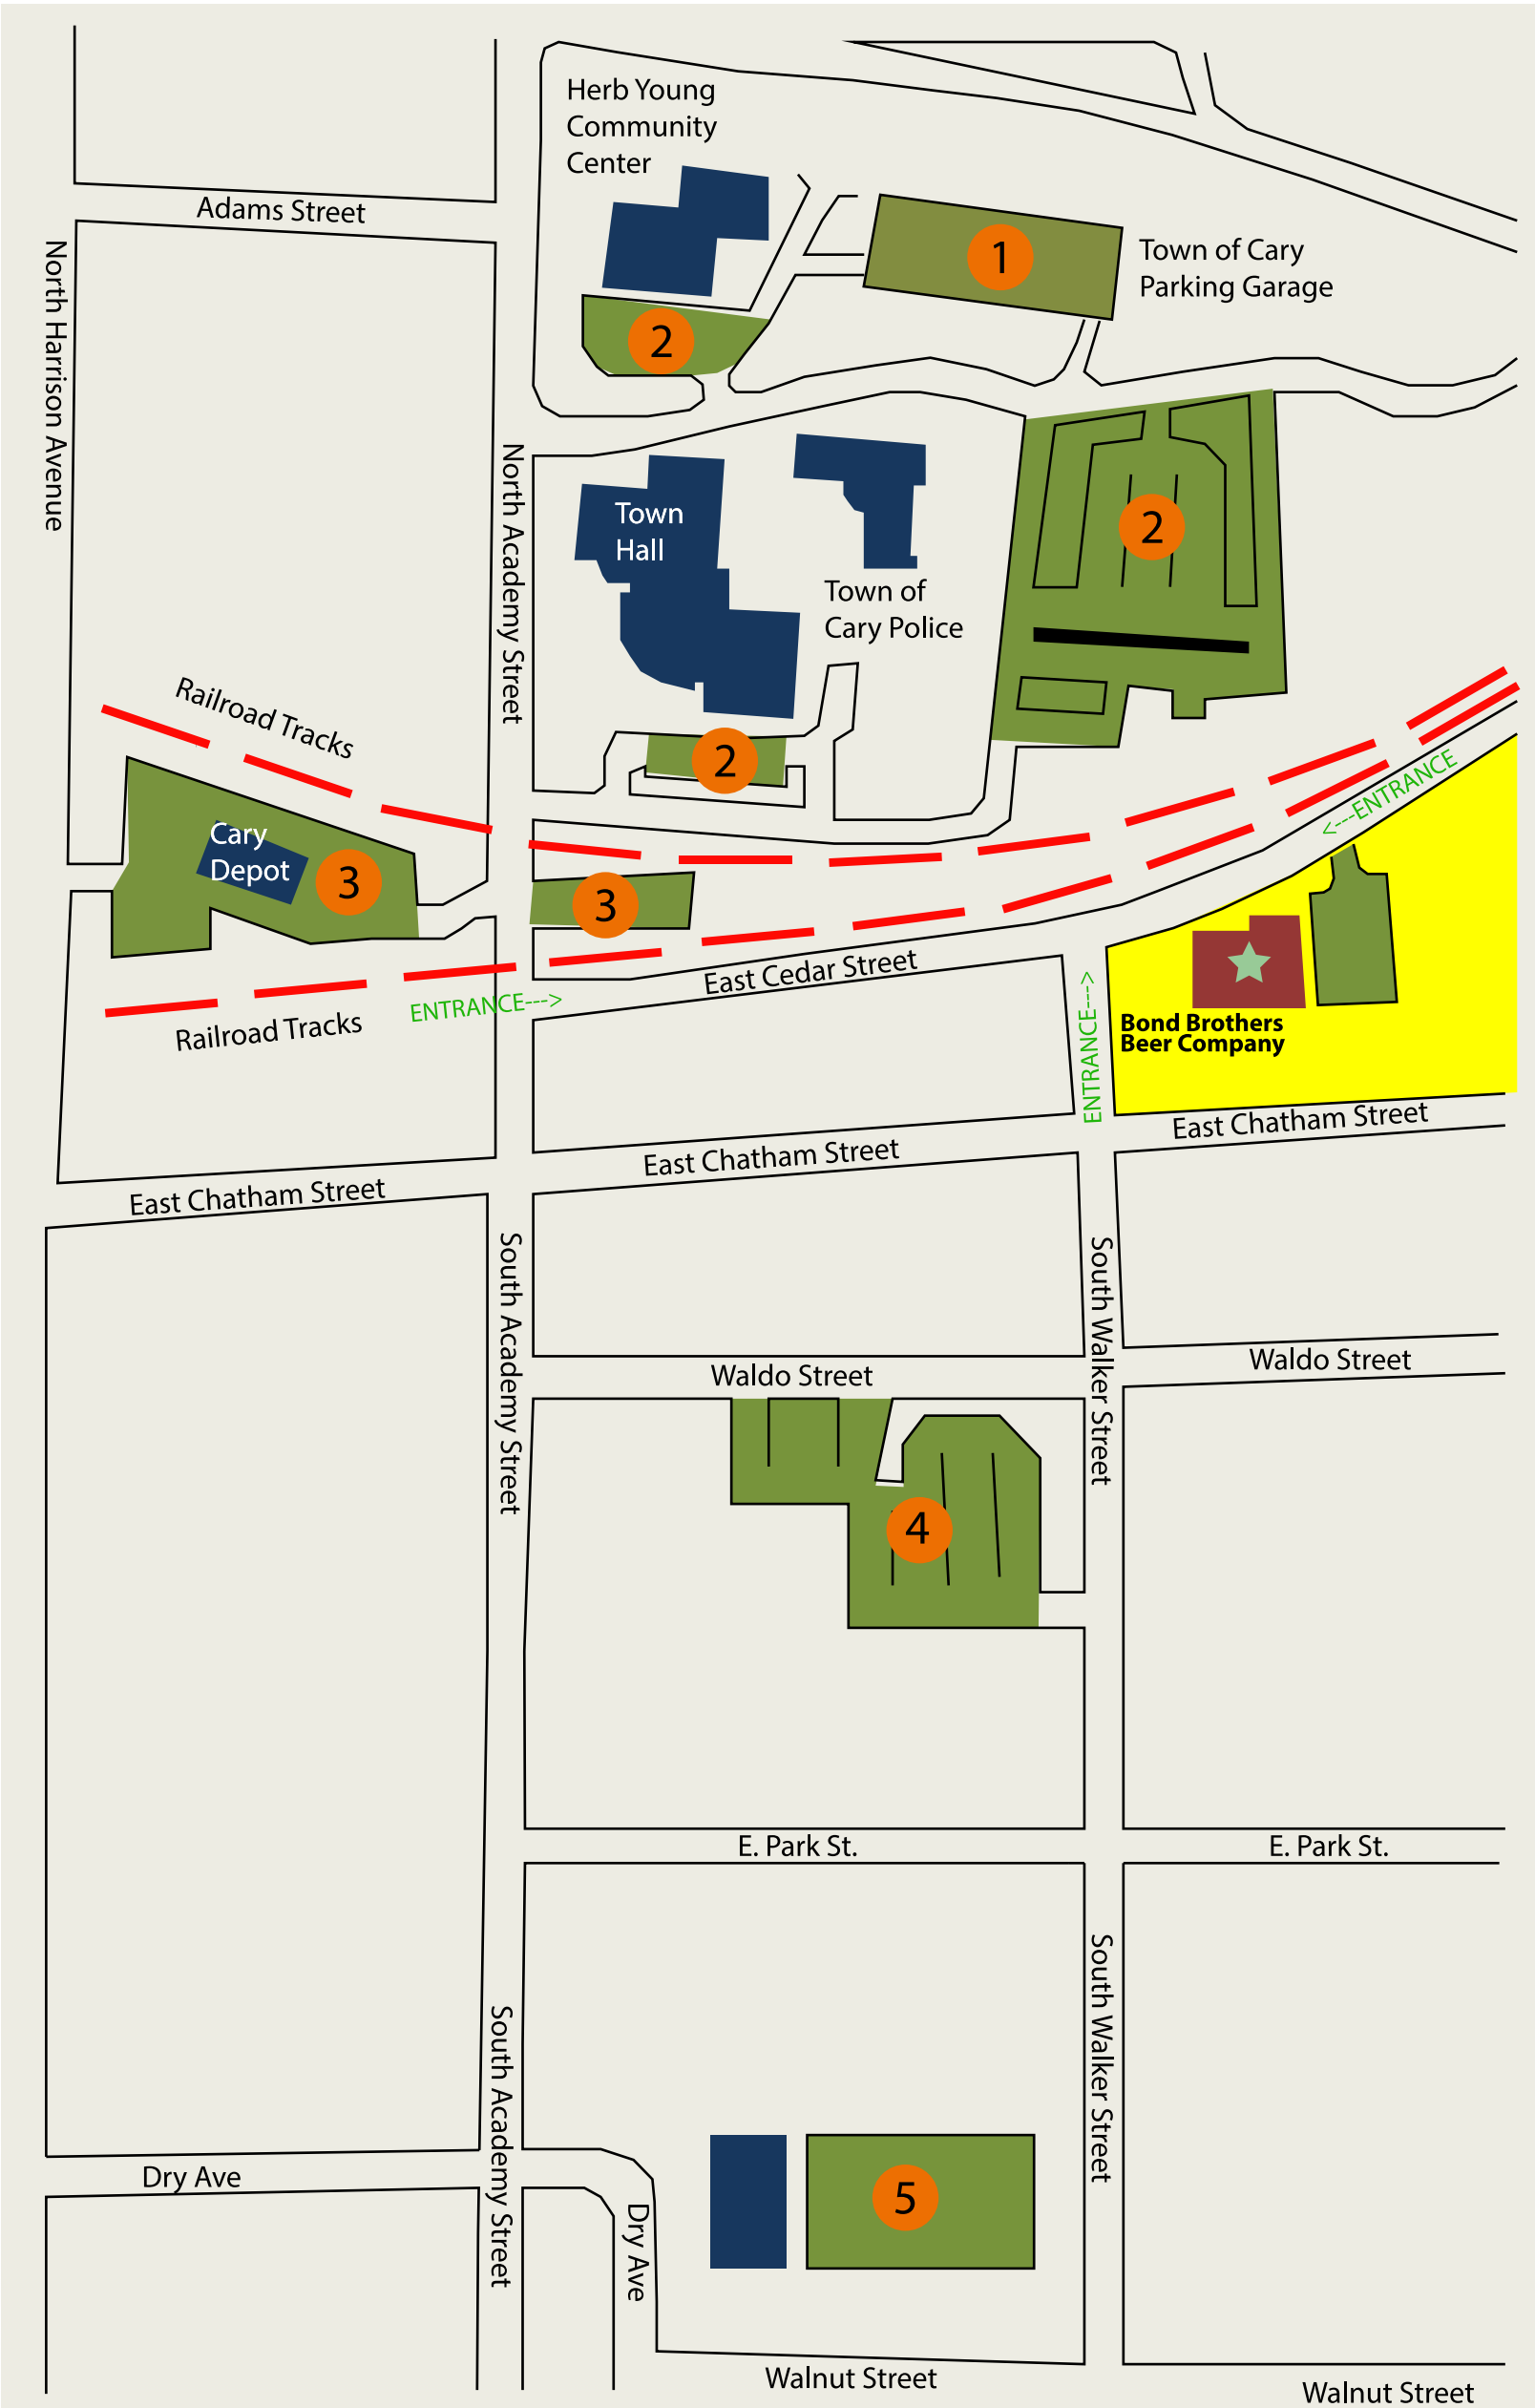 Herb Young
Community
Center
Adams Street
1
Town of Cary
Parking Garage
North Harrison Avenue
2
North Academy Street
Town
Hall
2
Town of
Cary Police
Railroad Tracks
2
<---ENTRANCE
Cary
Depot
3
3
East Cedar Street
ENTRANCE--->
Railroad Tracks
ENTRANCE---->
Bond Brothers
Beer Company
East Chatham Street
East Chatham Street
East Chatham Street
South Academy Street
South Walker Street
Waldo Street
Waldo Street
4
E. Park St.
E. Park St.
South Walker Street
South Academy Street
Dry Ave
5
Dry Ave
Walnut Street
Walnut Street